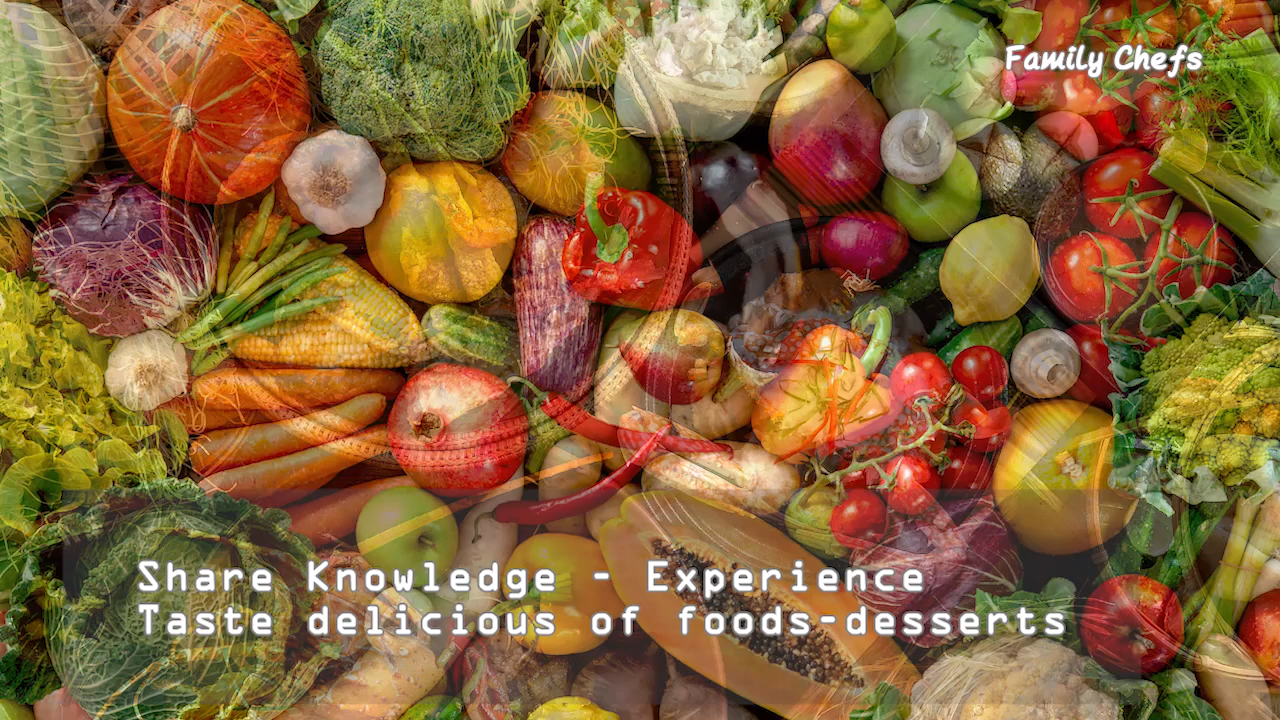 Family Chefs
Share Knowledge - Experience
Taste delicious of foods-desserts